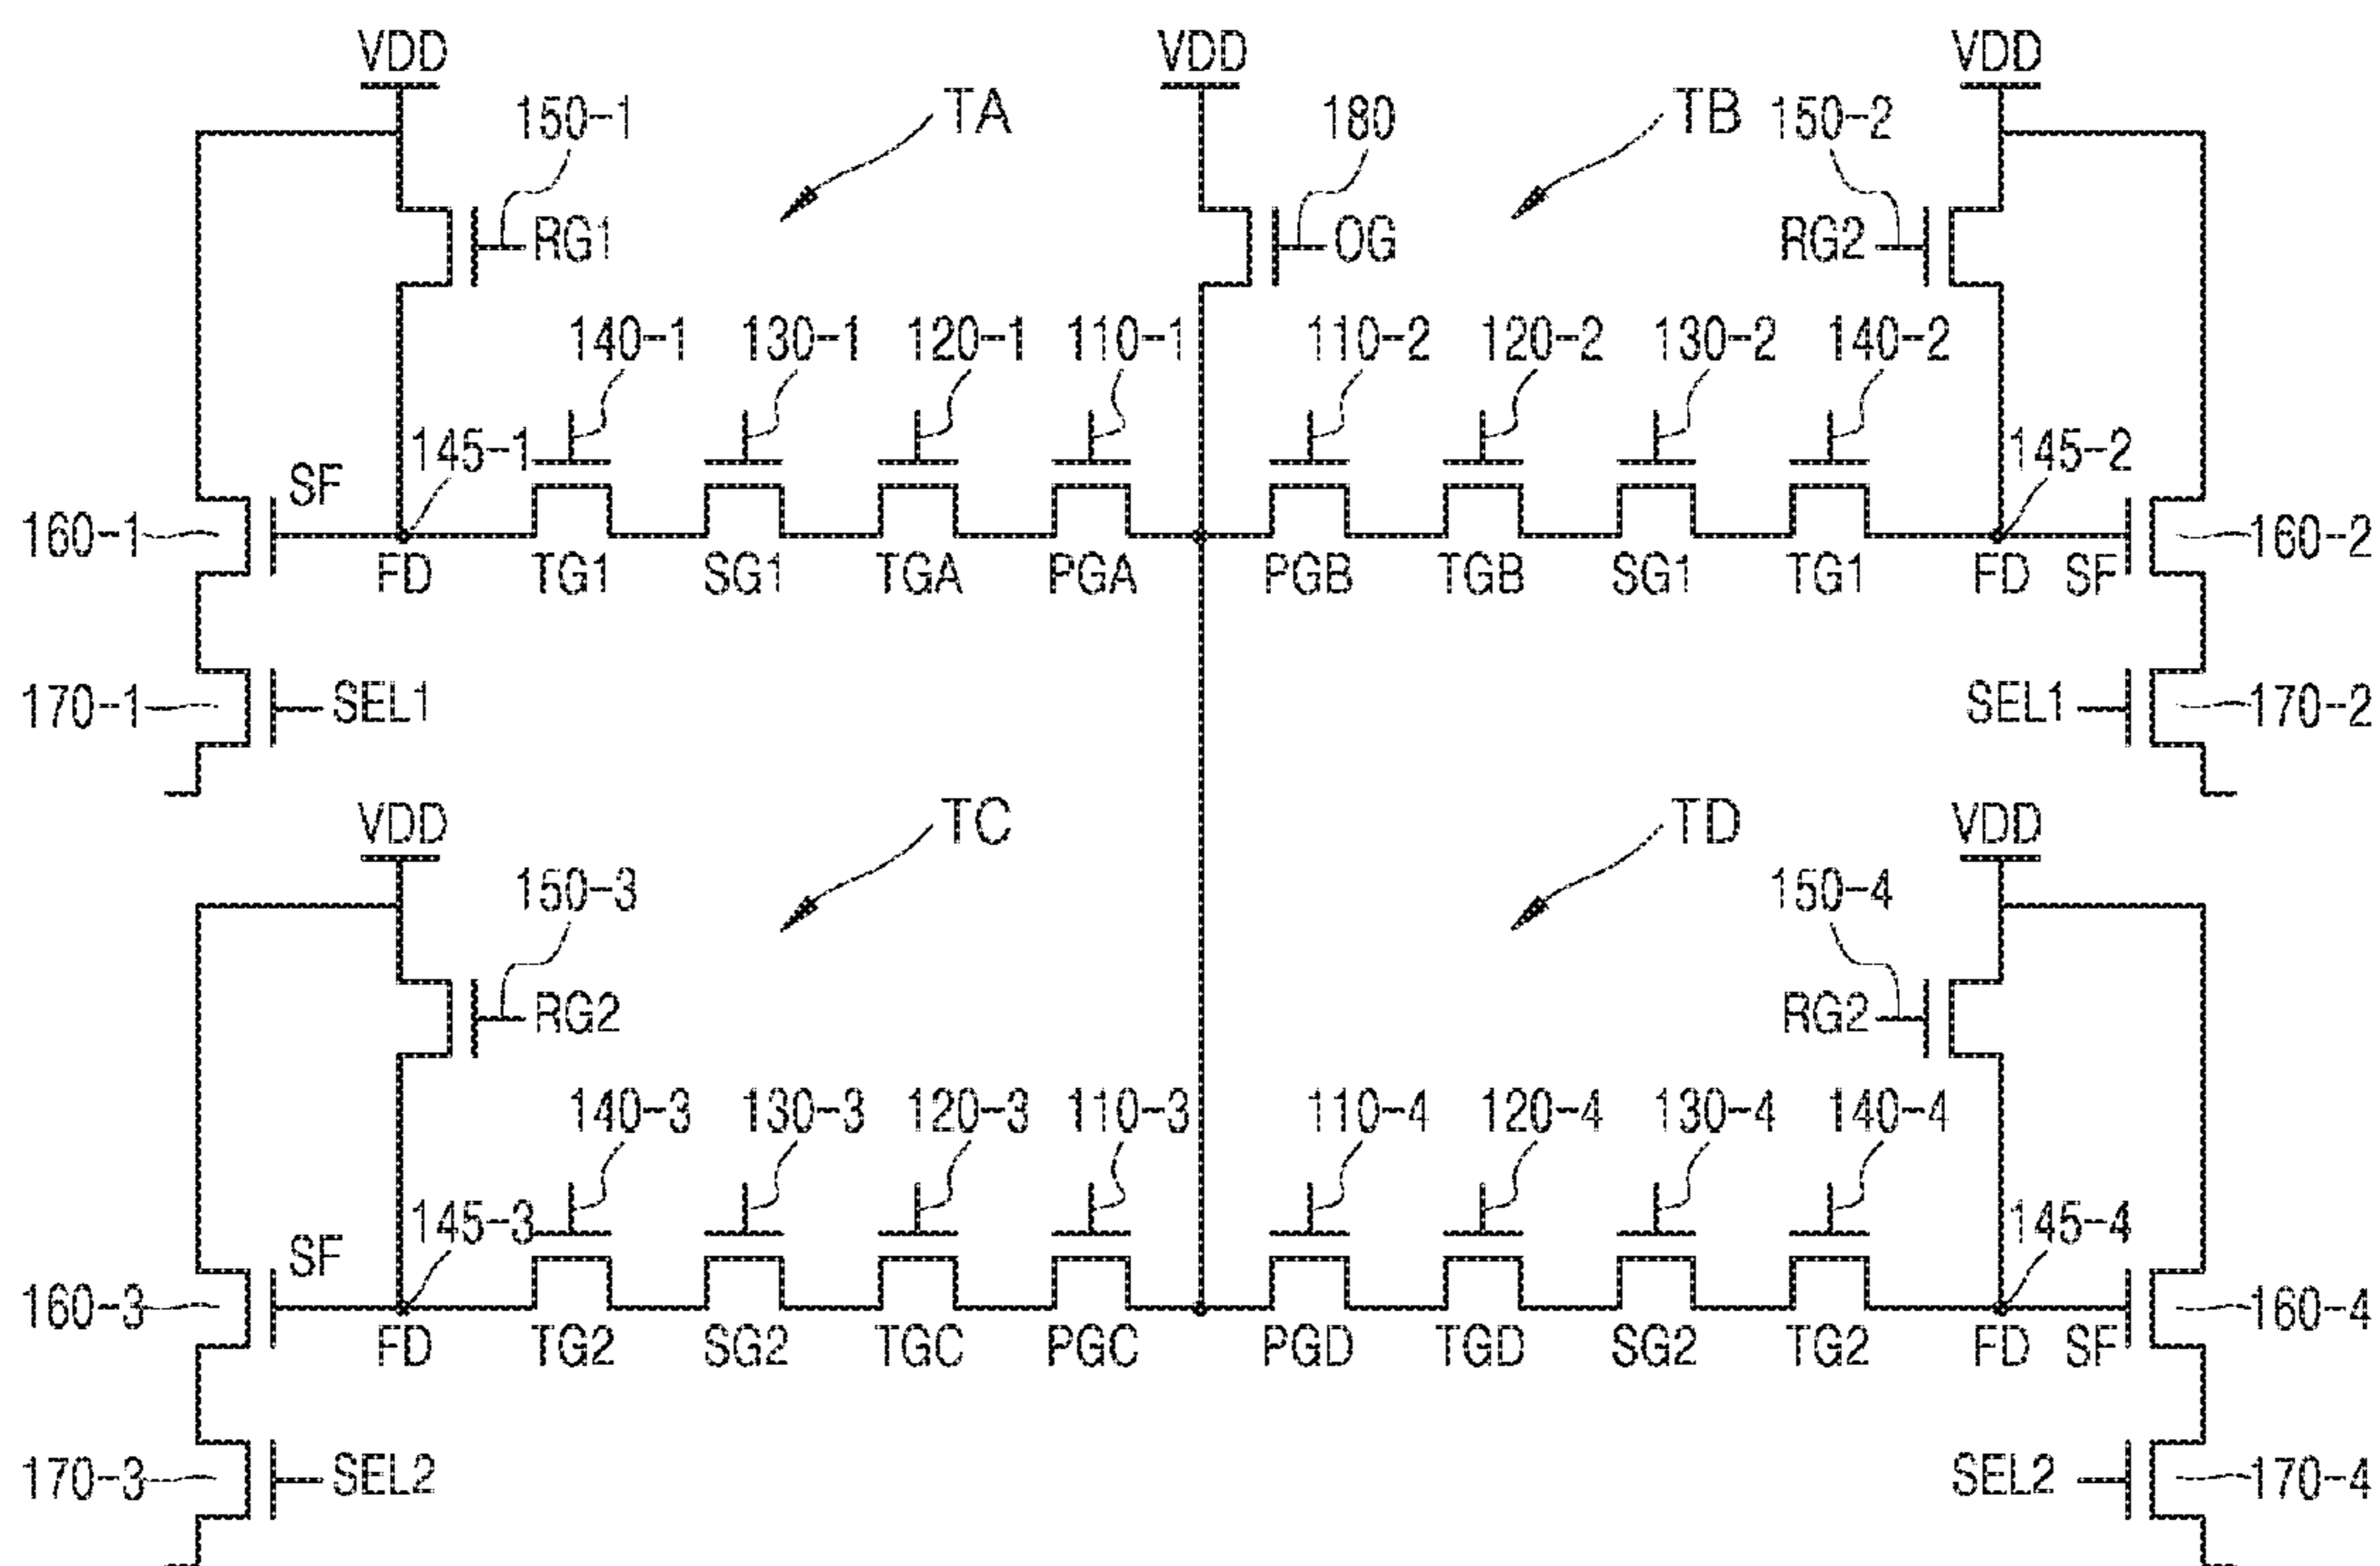 VDD VDD VDD
150-1 TA 180 TB 150-2
RG1 OG RG2
140-1 130-1 120-1 110-1 110-2 120-2 130-2 140-2
145-1 145-2
SF
160-1 160-2
FD TG1 SG1 TGA PGA PGB TGB SG1 TG1 FD SF
170-1 SEL1 SEL1 170-2
VDD TC TD VDD
150-3 150-4
RG2 RG2
140-3 130-3 120-3 110-3 110-4 120-4 130-4 140-4
145-3 145-4
SF
160-3 160-4
FD TG2 SG2 TGC PGC PGD TGD SG2 TG2 FD SF
170-3 SEL2 SEL2 170-4